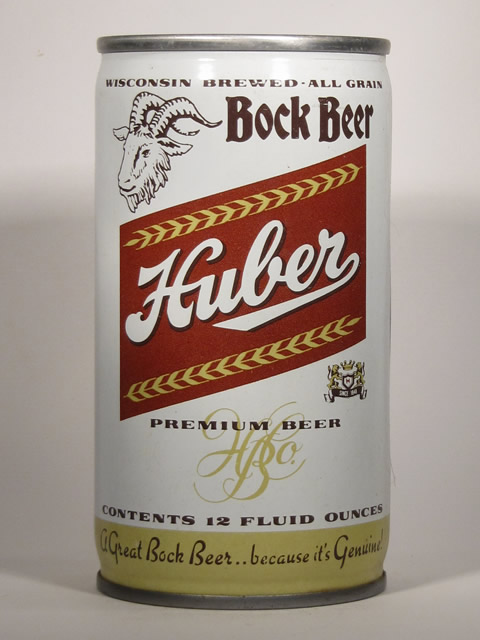 WISCONSIN BREWED - ALL GRAIN
Bock Beer
Huber
PREMIUM BEER
HBCo.
CONTENTS 12 FLUID OUNCES
A Great Bock Beer.. because it's Genuine!